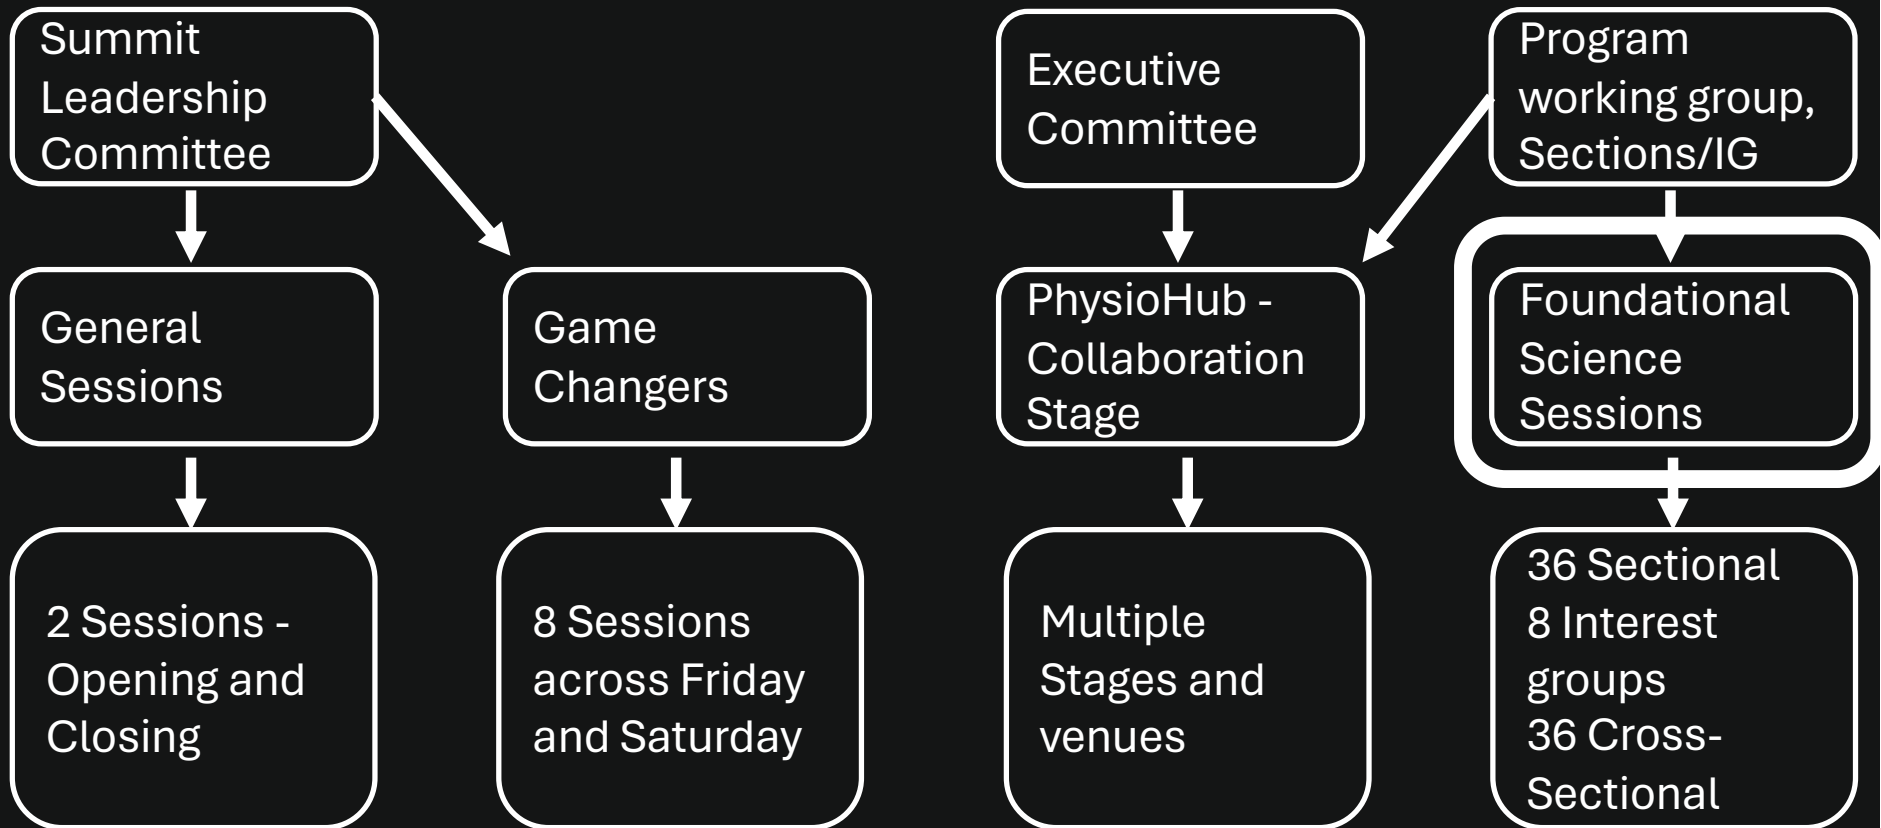 Summit
Leadership
Committee
Executive
Committee
Program
working group,
Sections/IG
General
Sessions
Game
Changers
PhysioHub -
Collaboration
Stage
Foundational
Science
Sessions
2 Sessions -
Opening and
Closing
8 Sessions
across Friday
and Saturday
Multiple
Stages and
venues
36 Sectional
8 Interest
groups
36 Cross-
Sectional